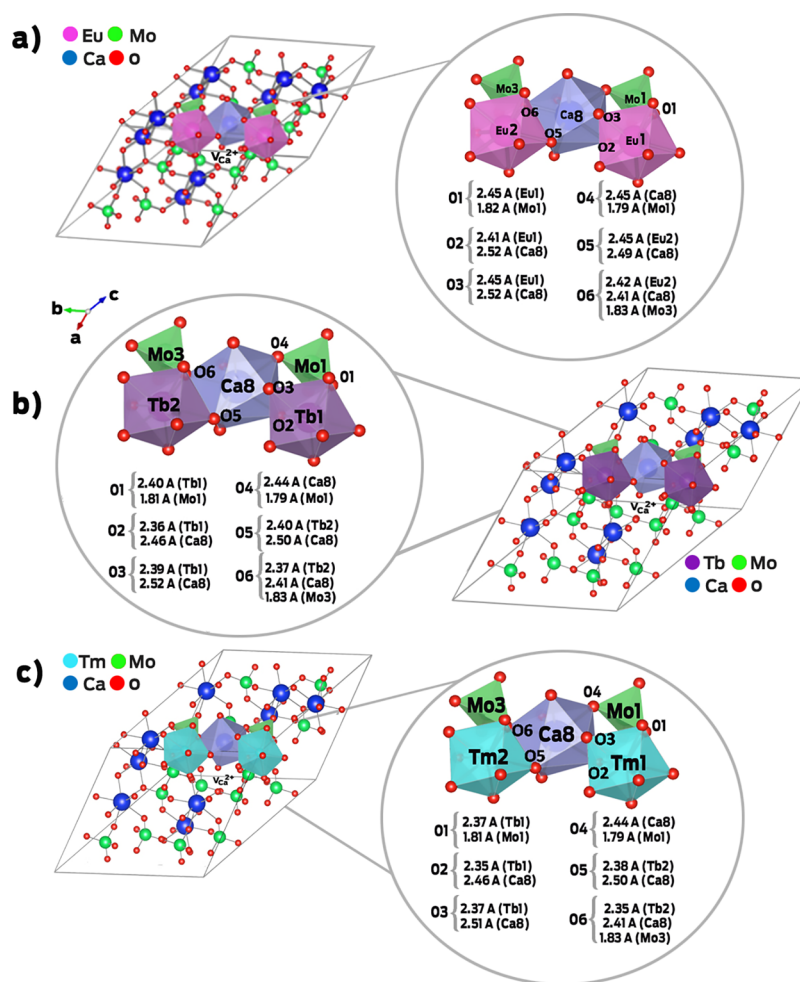 a)
Eu Mo
Ca O
V Ca 2+
Mo3
Mo1
O1
O6
Ca8
O3
Eu2
O5
O2
Eu1
O1 2.45 A (Eu1)
1.82 A (Mo1)
O4 2.45 A (Ca8)
1.79 A (Mo1)
O2 2.41 A (Eu1)
2.52 A (Ca8)
O5 2.45 A (Eu2)
2.49 A (Ca8)
O3 2.45 A (Eu1)
2.52 A (Ca8)
O6 2.42 A (Eu2)
2.41 A (Ca8)
1.83 A (Mo3)
b
c
a
b)
O4
Mo3
Mo1
O6
Ca8
O3
O1
Tb2
O5
O2
Tb1
O1 2.40 A (Tb1)
1.81 A (Mo1)
O4 2.44 A (Ca8)
1.79 A (Mo1)
O2 2.36 A (Tb1)
2.46 A (Ca8)
O5 2.40 A (Tb2)
2.50 A (Ca8)
O3 2.39 A (Tb1)
2.52 A (Ca8)
O6 2.37 A (Tb2)
2.41 A (Ca8)
1.83 A (Mo3)
V Ca 2+
Tb Mo
Ca O
c)
Tm Mo
Ca O
V Ca 2+
O4
Mo3
Mo1
O1
O6
Ca8
O3
Tm2
O5
O2
Tm1
O1 2.37 A (Tb1)
1.81 A (Mo1)
O4 2.44 A (Ca8)
1.79 A (Mo1)
O2 2.35 A (Tb1)
2.46 A (Ca8)
O5 2.38 A (Tb2)
2.50 A (Ca8)
O3 2.37 A (Tb1)
2.51 A (Ca8)
O6 2.35 A (Tb2)
2.41 A (Ca8)
1.83 A (Mo3)